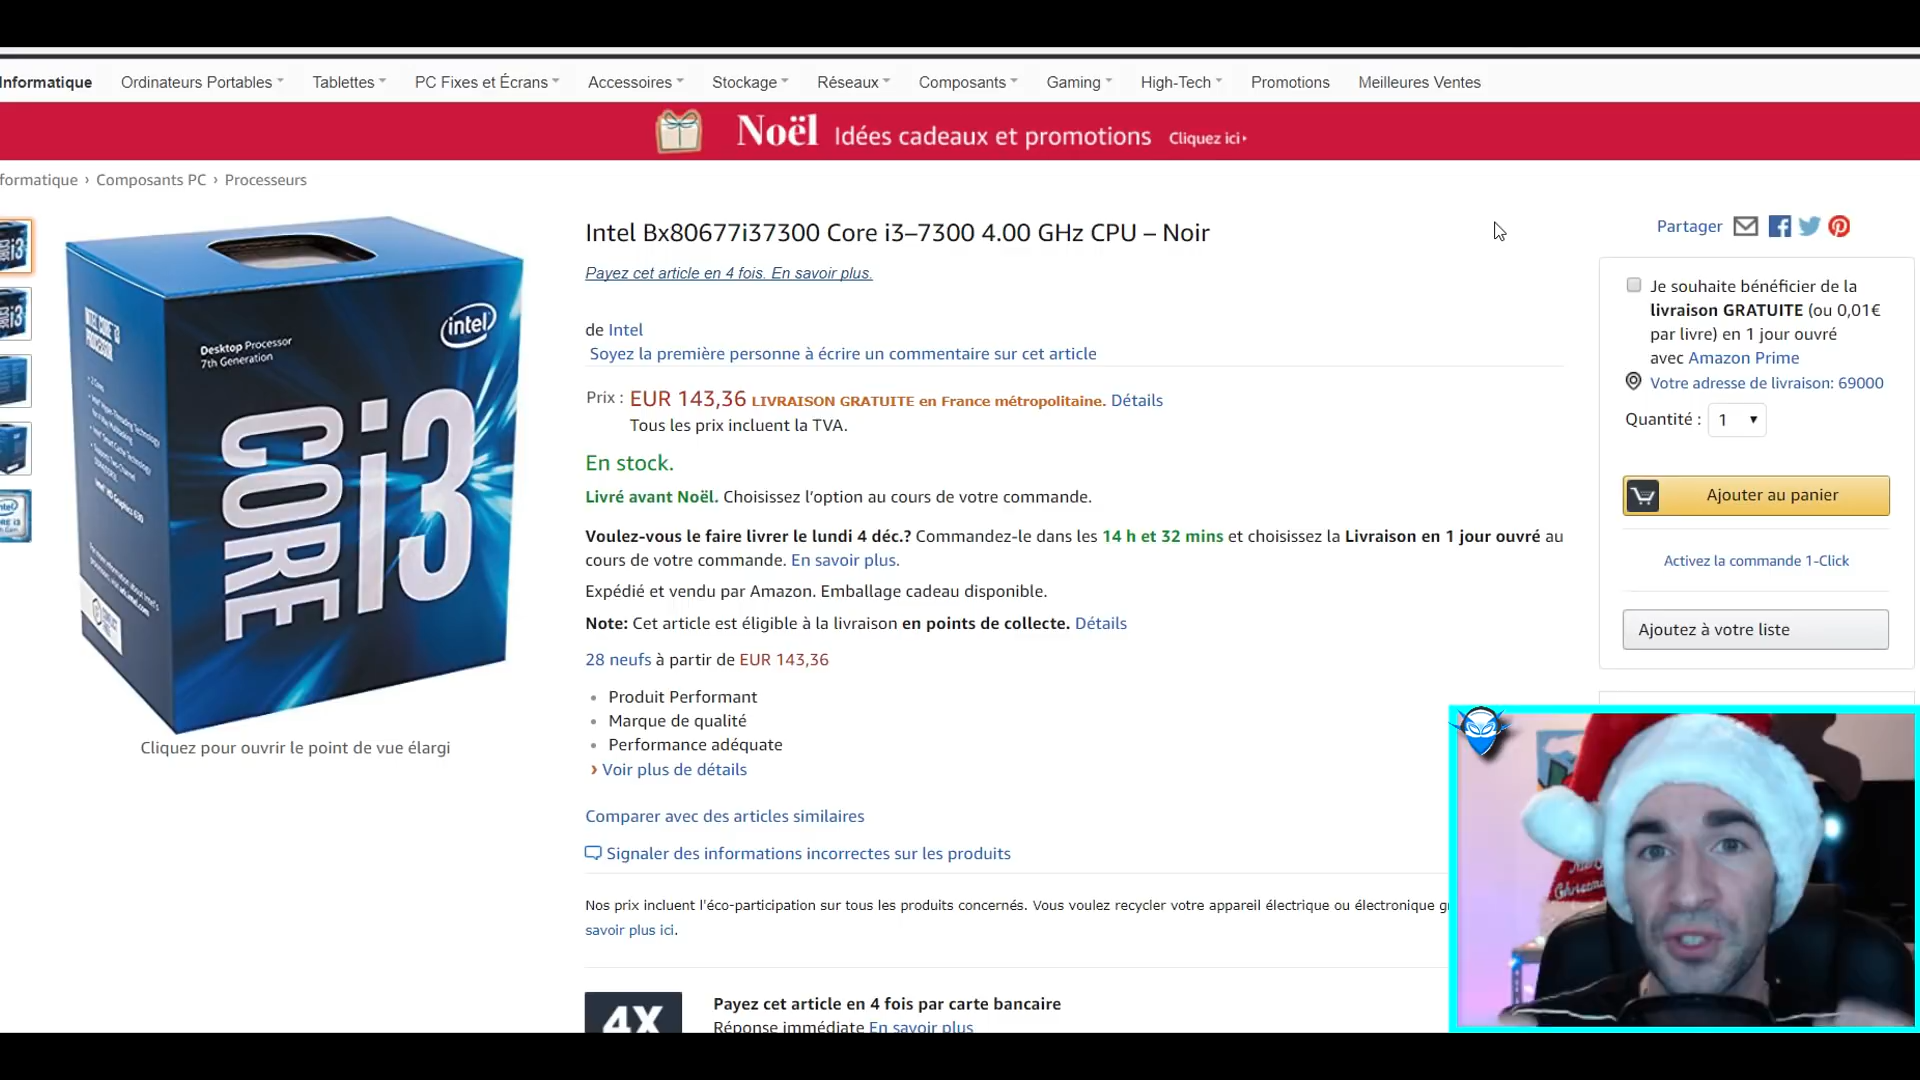 Informatique Ordinateurs Portables Tablettes PC Fixes et Écrans Accessoires Stockage Réseaux Composants Gaming High-Tech Promotions Meilleures Ventes
Noël Idées cadeaux et promotions Cliquez ici
formatique › Composants PC › Processeurs
Intel Bx80677i37300 Core i3–7300 4.00 GHz CPU – Noir
Payez cet article en 4 fois. En savoir plus.
de Intel
Soyez la première personne à écrire un commentaire sur cet article
Prix : EUR 143,36 LIVRAISON GRATUITE en France métropolitaine. Détails
Tous les prix incluent la TVA.
En stock.
Livré avant Noël. Choisissez l’option au cours de votre commande.
Voulez-vous le faire livrer le lundi 4 déc.? Commandez-le dans les 14 h et 32 mins et choisissez la Livraison en 1 jour ouvré au
cours de votre commande. En savoir plus.
Expédié et vendu par Amazon. Emballage cadeau disponible.
Note: Cet article est éligible à la livraison en points de collecte. Détails
28 neufs à partir de EUR 143,36
Produit Performant
Marque de qualité
Performance adéquate
› Voir plus de détails
Comparer avec des articles similaires
Signaler des informations incorrectes sur les produits
Nos prix incluent l'éco-participation sur tous les produits concernés. Vous voulez recycler votre appareil électrique ou électronique
savoir plus ici.
4X
Payez cet article en 4 fois par carte bancaire
Réponse immédiate En savoir plus
intel
Desktop Processor
7th Generation
CORE i3
Cliquez pour ouvrir le point de vue élargi
Partager
Je souhaite bénéficier de la
livraison GRATUITE (ou 0,01€
par livre) en 1 jour ouvré
avec Amazon Prime
Votre adresse de livraison: 69000
Quantité : 1
Ajouter au panier
Activez la commande 1-Click
Ajoutez à votre liste